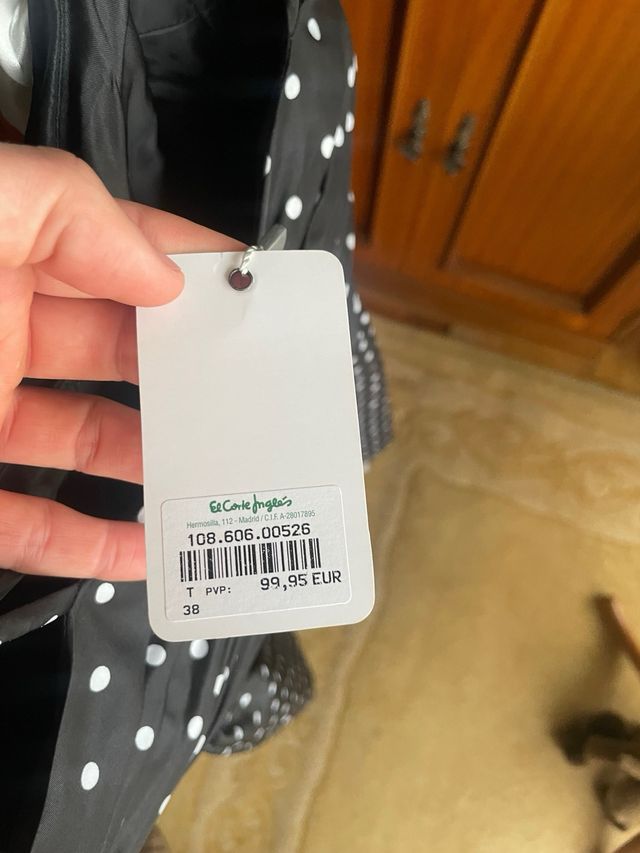 El Corte Inglés
Hermosilla, 112 - Madrid / C.I.F. A-28017895
108.606.00526
T PVP: 99,95 EUR
38